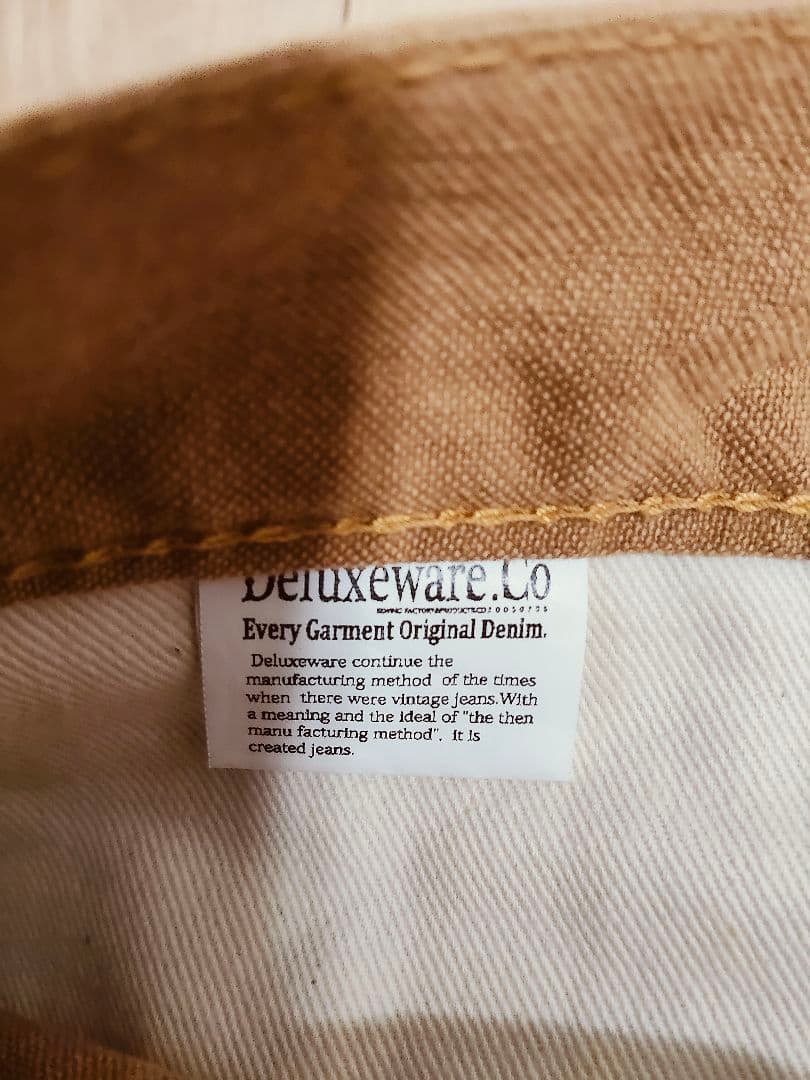 Deluxeware.Co
Every Garment Original Denim.
Deluxeware continue the
manufacturing method of the times
when there were vintage jeans.With
a meaning and the ideal of "the then
manu facturing method". it is
created jeans.